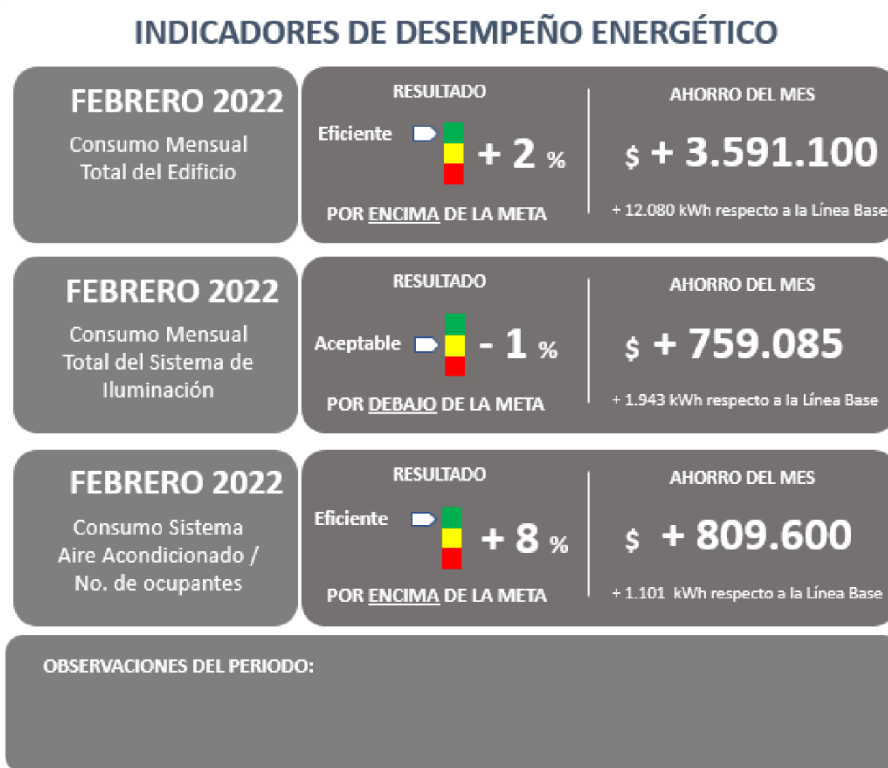 INDICADORES DE DESEMPEÑO ENERGÉTICO
FEBRERO 2022
Consumo Mensual
Total del Edificio
RESULTADO
Eficiente
+ 2 %
POR ENCIMA DE LA META
AHORRO DEL MES
$ + 3.591.100
+ 12.080 kWh respecto a la Línea Base
FEBRERO 2022
Consumo Mensual
Total del Sistema de
Iluminación
RESULTADO
Aceptable
- 1 %
POR DEBAJO DE LA META
AHORRO DEL MES
$ + 759.085
+ 1.943 kWh respecto a la Línea Base
FEBRERO 2022
Consumo Sistema
Aire Acondicionado /
No. de ocupantes
RESULTADO
Eficiente
+ 8 %
POR ENCIMA DE LA META
AHORRO DEL MES
$ + 809.600
+ 1.101 kWh respecto a la Línea Base
OBSERVACIONES DEL PERIODO: